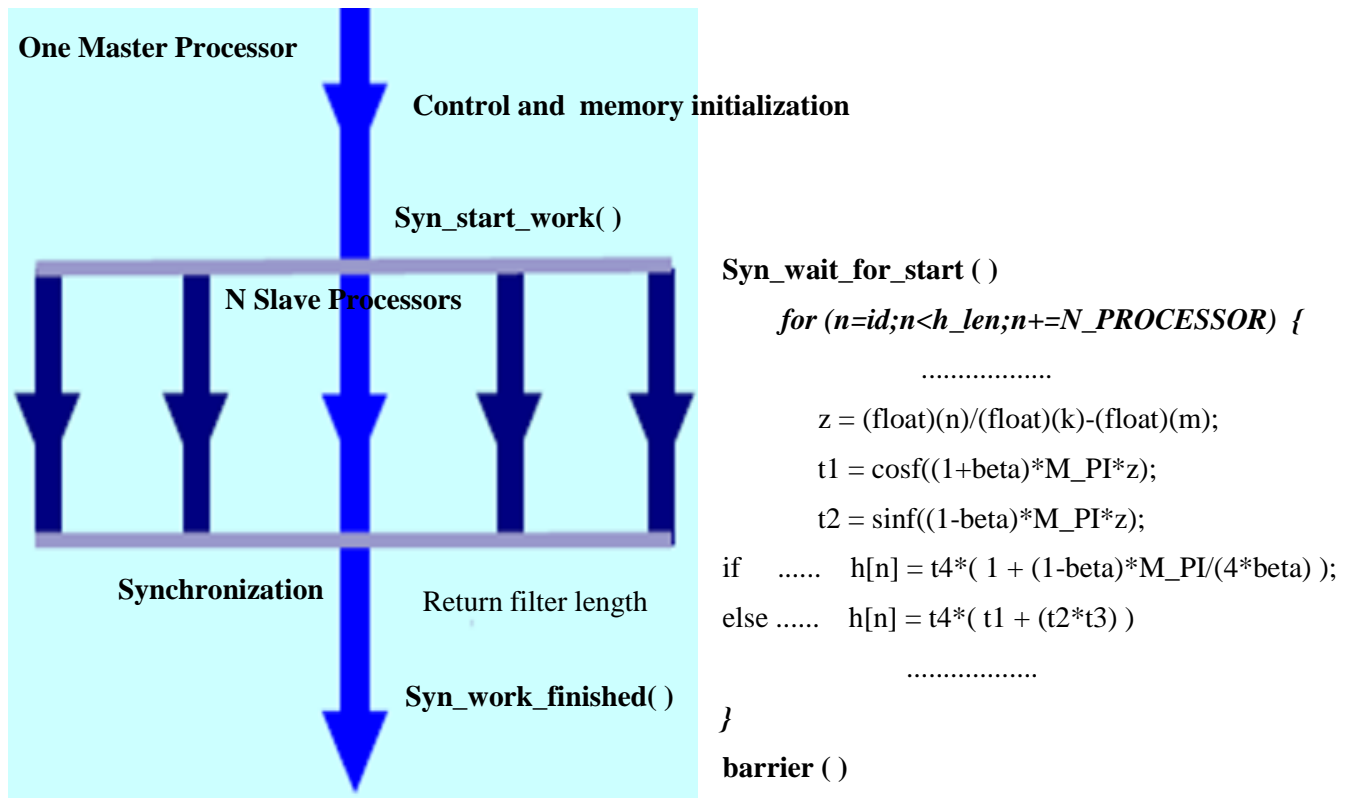 One Master Processor
Control and memory initialization
Syn_start_work( )
N Slave Processors
Synchronization
Return filter length
Syn_work_finished( )
Syn_wait_for_start ( )
for (n=id;n<h_len;n+=N_PROCESSOR) {
..................
z = (float)(n)/(float)(k)-(float)(m);
t1 = cosf((1+beta)*M_PI*z);
t2 = sinf((1-beta)*M_PI*z);
if ...... h[n] = t4*( 1 + (1-beta)*M_PI/(4*beta) );
else ...... h[n] = t4*( t1 + (t2*t3) )
..................
}
barrier ( )